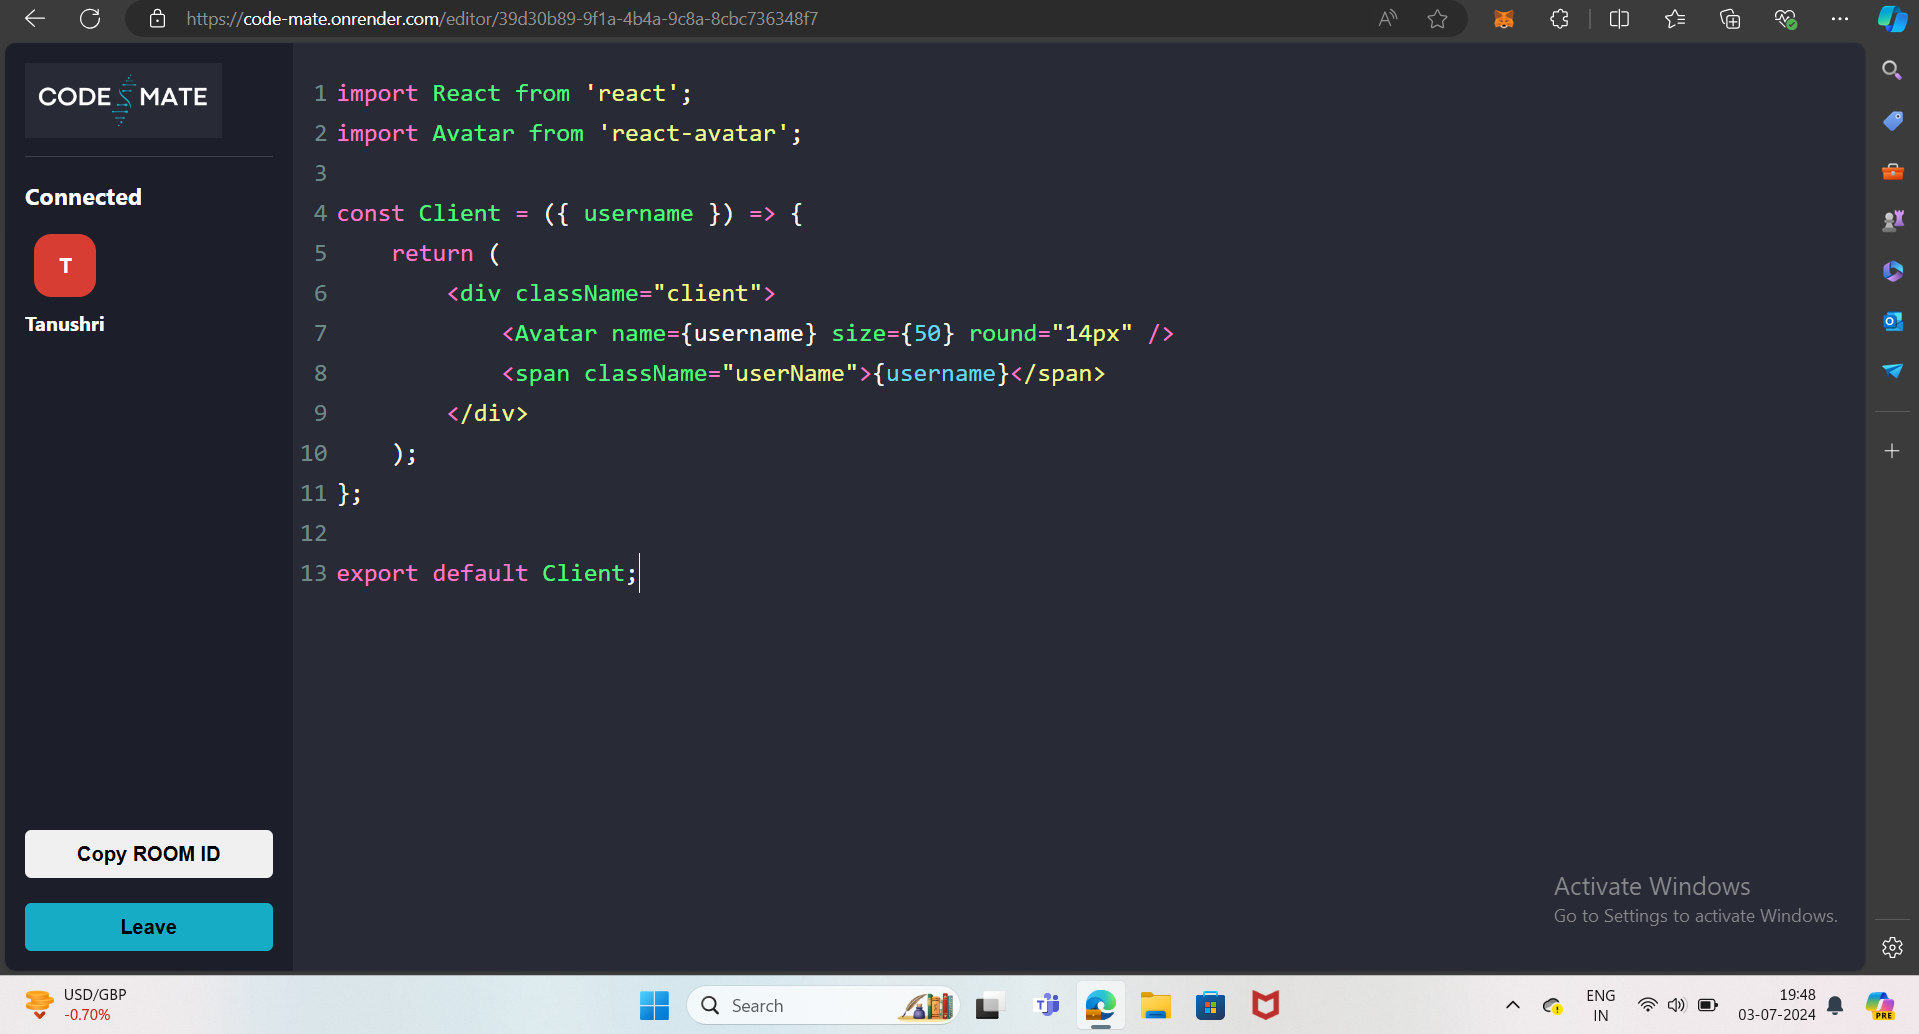 https://code-mate.onrender.com/editor/39d30b89-9f1a-4b4a-9c8a-8cbc736348f7
CODE MATE
Connected
T
Tanushri
Copy ROOM ID
Leave
1 import React from 'react';
2 import Avatar from 'react-avatar';
3
4 const Client = ({ username }) => {
5     return (
6         <div className="client">
7             <Avatar name={username} size={50} round="14px" />
8             <span className="userName">{username}</span>
9         </div>
10     );
11 };
12
13 export default Client;
Activate Windows
Go to Settings to activate Windows.
USD/GBP
-0.70%
Search
ENG
IN
19:48
03-07-2024
PRE